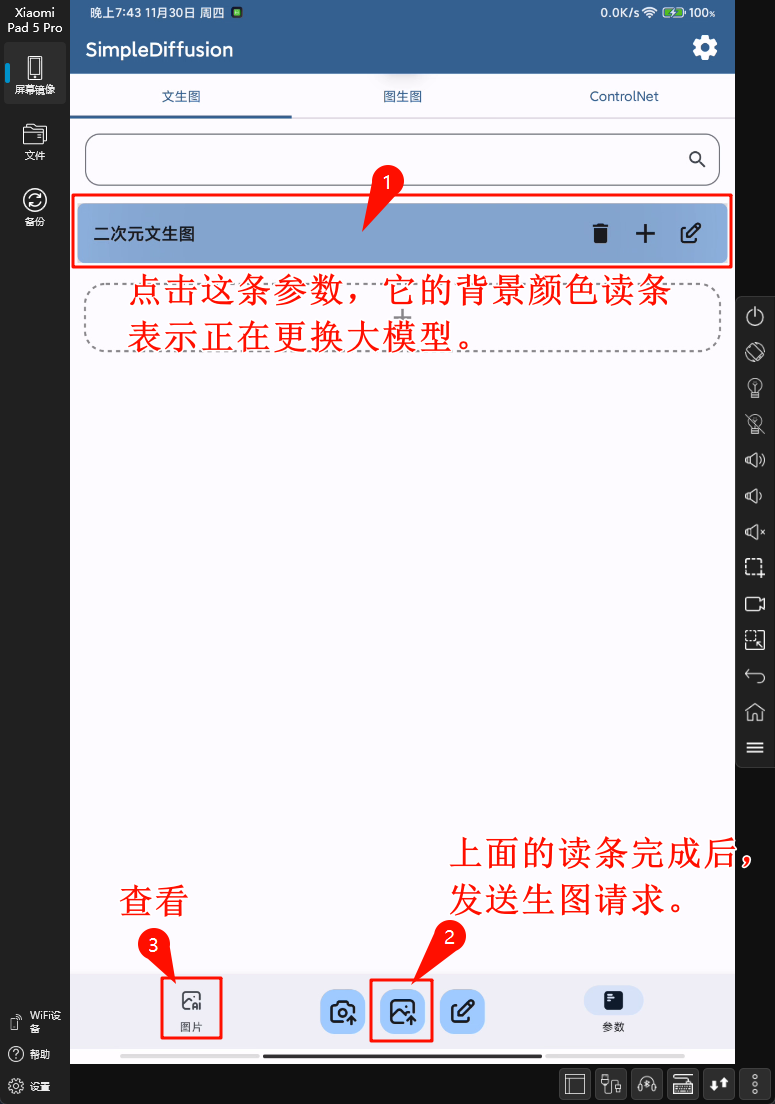 Xiaomi
Pad 5 Pro
屏幕镜像
文件
备份
晚上7:43 11月30日 周四
0.0K/s
100%
SimpleDiffusion
文生图
图生图
ControlNet
1
二次元文生图
点击这条参数，它的背景颜色读条
表示正在更换大模型。
上面的读条完成后，
发送生图请求。
查看
3
2
AI
图片
参数
WiFi设
备
帮助
设置